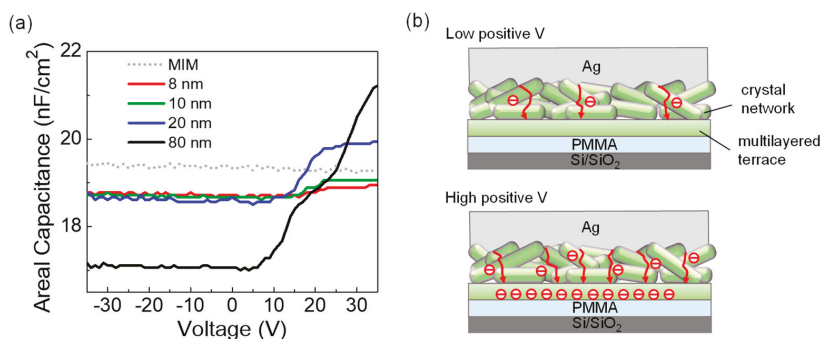 (a)
Areal Capacitance (nF/cm²)
22
20
18
MIM
8 nm
10 nm
20 nm
80 nm
-30 -20 -10 0 10 20 30
Voltage (V)
(b)
Low positive V
Ag
crystal
network
multilayered
terrace
PMMA
Si/SiO₂
High positive V
Ag
PMMA
Si/SiO₂